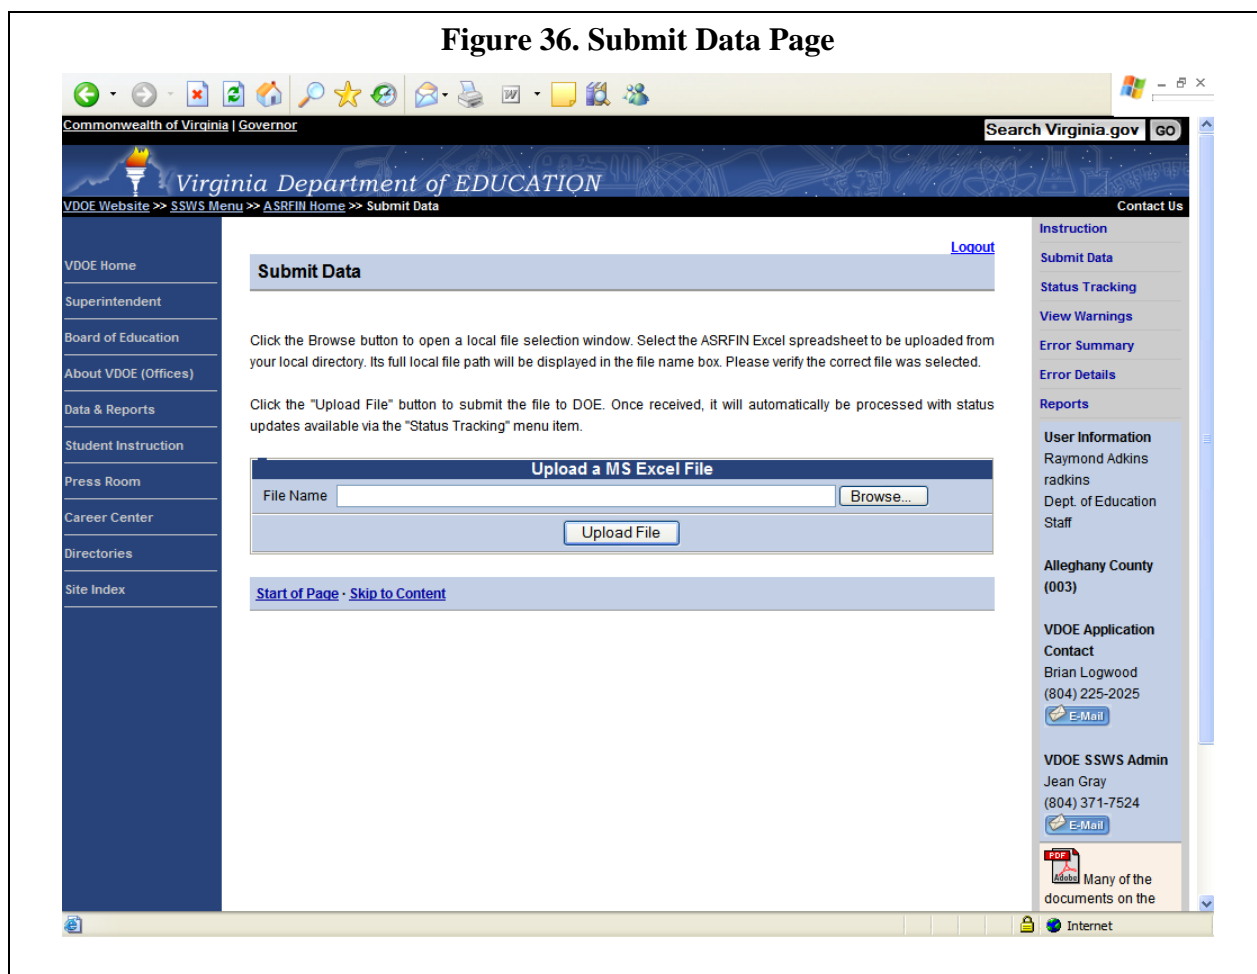 Figure 36. Submit Data Page
Commonwealth of Virginia | Governor
Search Virginia.gov GO
Virginia Department of EDUCATION
VDOE Website >> SSWS Menu >> ASRFIN Home >> Submit Data
Contact Us
VDOE Home
Superintendent
Board of Education
About VDOE (Offices)
Data & Reports
Student Instruction
Press Room
Career Center
Directories
Site Index
Logout
Submit Data
Click the Browse button to open a local file selection window. Select the ASRFIN Excel spreadsheet to be uploaded from
your local directory. Its full local file path will be displayed in the file name box. Please verify the correct file was selected.
Click the "Upload File" button to submit the file to DOE. Once received, it will automatically be processed with status
updates available via the "Status Tracking" menu item.
Upload a MS Excel File
File Name Browse...
Upload File
Start of Page · Skip to Content
Instruction
Submit Data
Status Tracking
View Warnings
Error Summary
Error Details
Reports
User Information
Raymond Adkins
radkins
Dept. of Education
Staff
Alleghany County
(003)
VDOE Application
Contact
Brian Logwood
(804) 225-2025
E-Mail
VDOE SSWS Admin
Jean Gray
(804) 371-7524
E-Mail
PDF
Adobe Many of the
documents on the
Internet